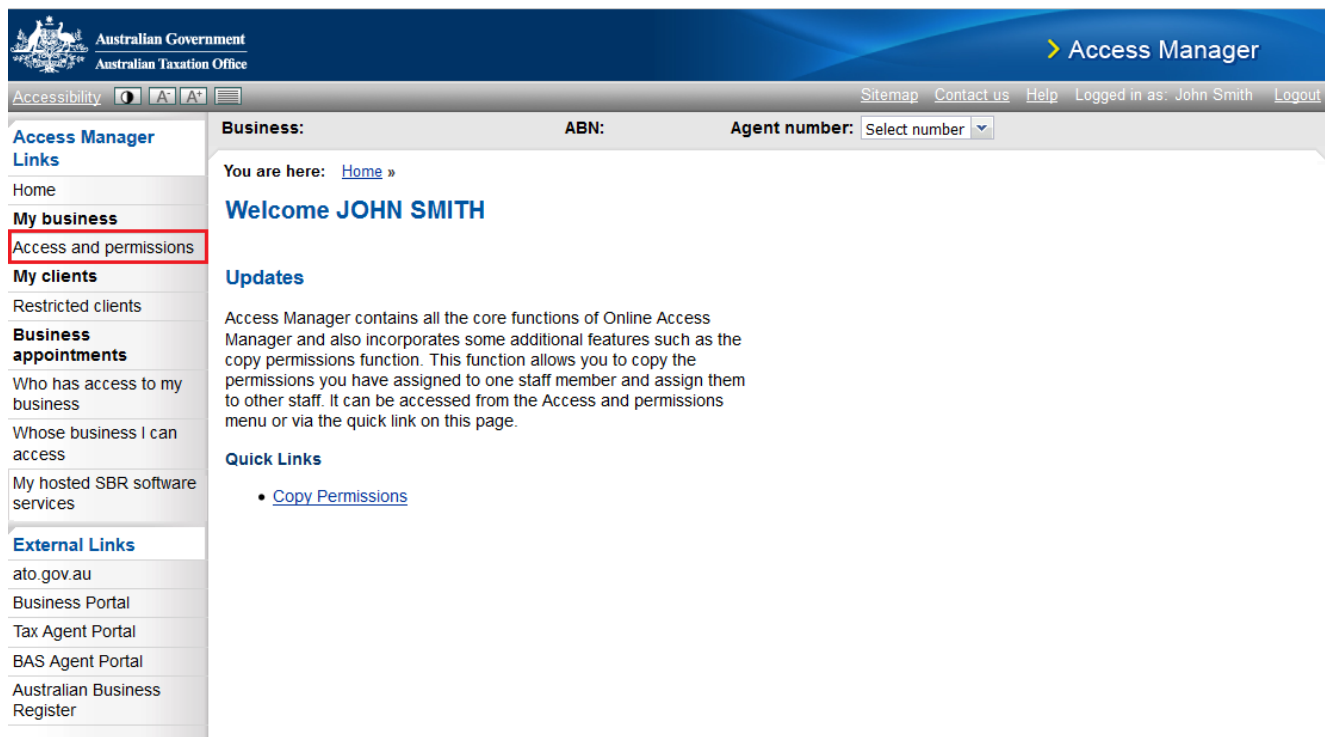 Australian Government
Australian Taxation Office
Access Manager
Accessibility A- A+
Sitemap Contact us Help Logged in as: John Smith Logout
Business: ABN: Agent number: Select number
Access Manager
Links
Home
My business
Access and permissions
My clients
Restricted clients
Business
appointments
Who has access to my
business
Whose business I can
access
My hosted SBR software
services
External Links
ato.gov.au
Business Portal
Tax Agent Portal
BAS Agent Portal
Australian Business
Register
You are here: Home »
Welcome JOHN SMITH
Updates
Access Manager contains all the core functions of Online Access
Manager and also incorporates some additional features such as the
copy permissions function. This function allows you to copy the
permissions you have assigned to one staff member and assign them
to other staff. It can be accessed from the Access and permissions
menu or via the quick link on this page.
Quick Links
• Copy Permissions